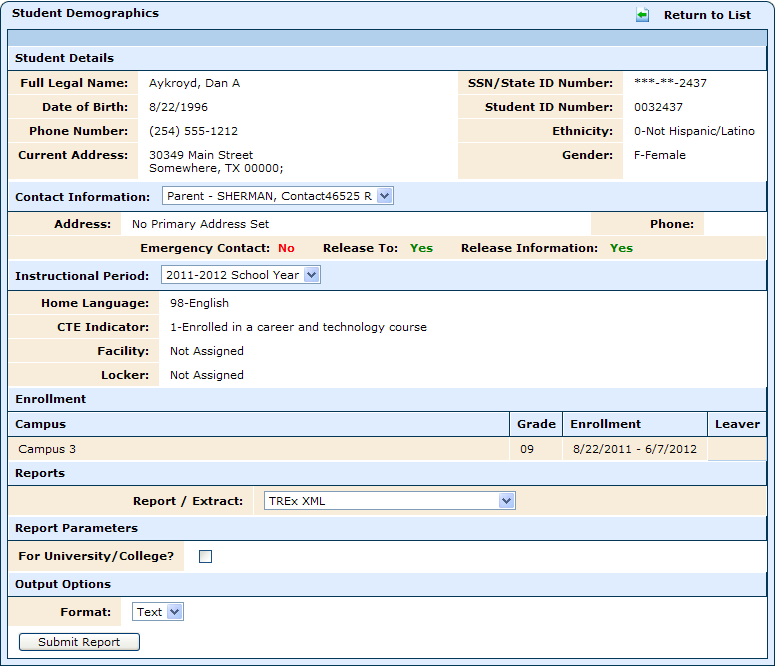 Student Demographics Return to List
Student Details
Full Legal Name: Aykroyd, Dan A SSN/State ID Number: ***-**-2437
Date of Birth: 8/22/1996 Student ID Number: 0032437
Phone Number: (254) 555-1212 Ethnicity: 0-Not Hispanic/Latino
Current Address: 30349 Main Street Gender: F-Female
Somewhere, TX 00000;
Contact Information: Parent - SHERMAN, Contact46525 R
Address: No Primary Address Set Phone:
Emergency Contact: No Release To: Yes Release Information: Yes
Instructional Period: 2011-2012 School Year
Home Language: 98-English
CTE Indicator: 1-Enrolled in a career and technology course
Facility: Not Assigned
Locker: Not Assigned
Enrollment
Campus Grade Enrollment Leaver
Campus 3 09 8/22/2011 - 6/7/2012
Reports
Report / Extract: TREx XML
Report Parameters
For University/College?
Output Options
Format: Text
Submit Report